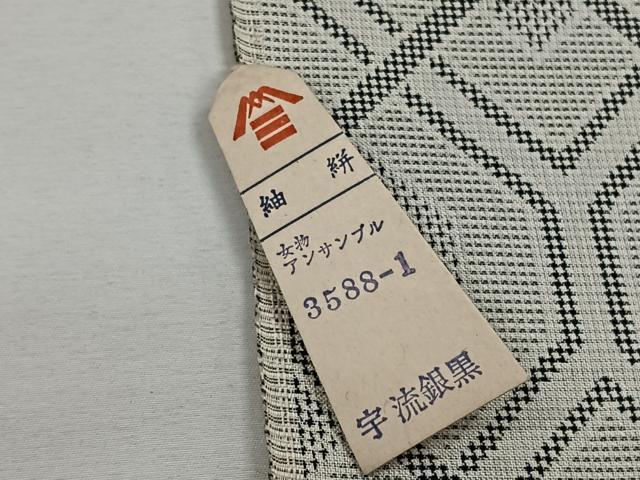 紬 絣
女物
アンサンブル
3588-1
宇流銀黒